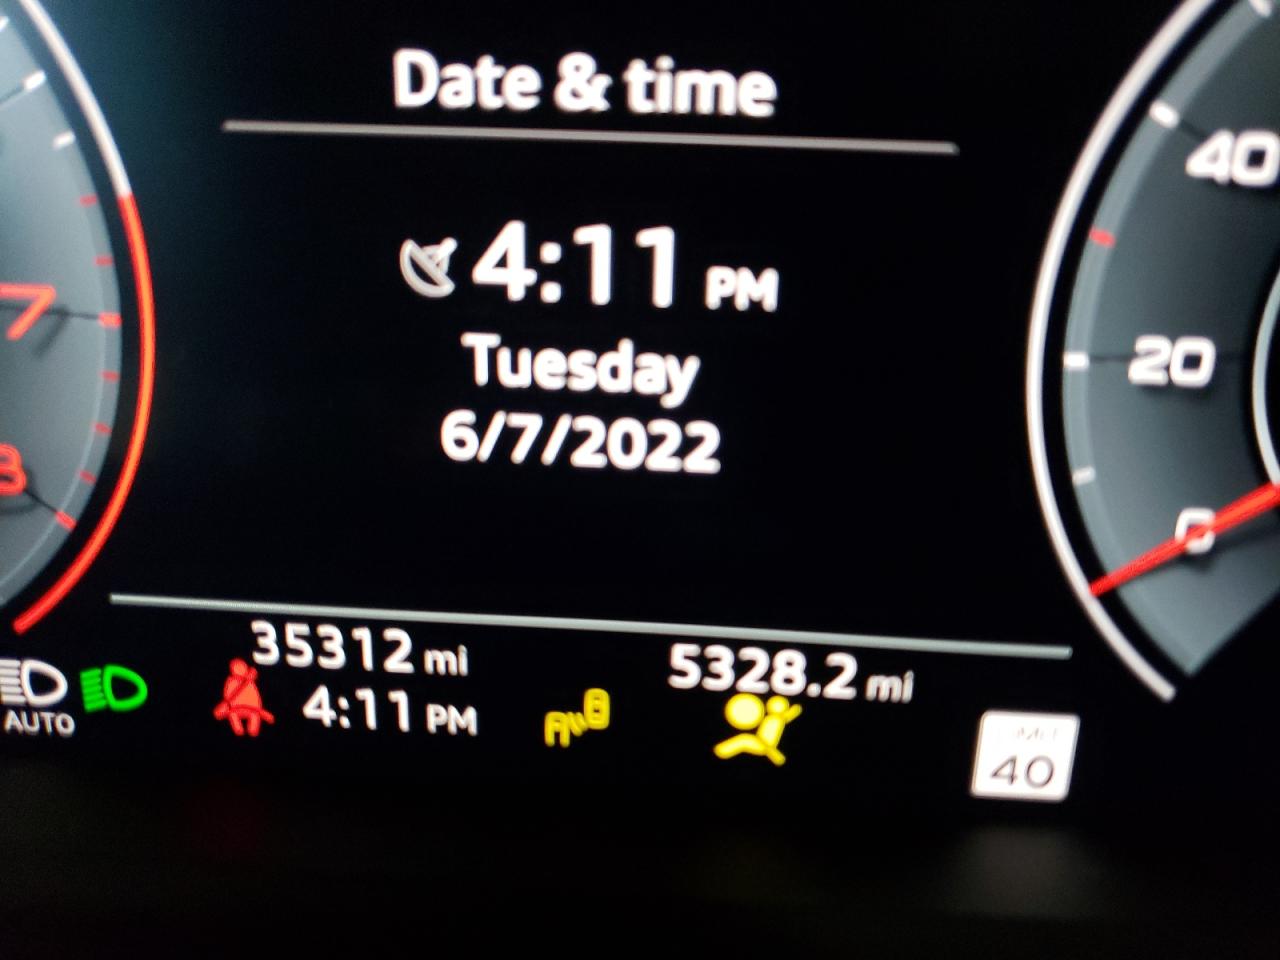 Date & time
4:11 PM
Tuesday
6/7/2022
40
20
0
7
8
35312 mi
5328.2 mi
4:11 PM
AUTO
40